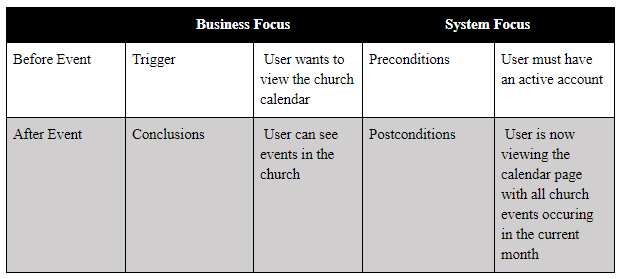 Business Focus System Focus
Before Event Trigger User wants to Preconditions User must have
view the church an active account
calendar
After Event Conclusions User can see Postconditions User is now
events in the viewing the
church calendar page
with all church
events occuring
in the current
month